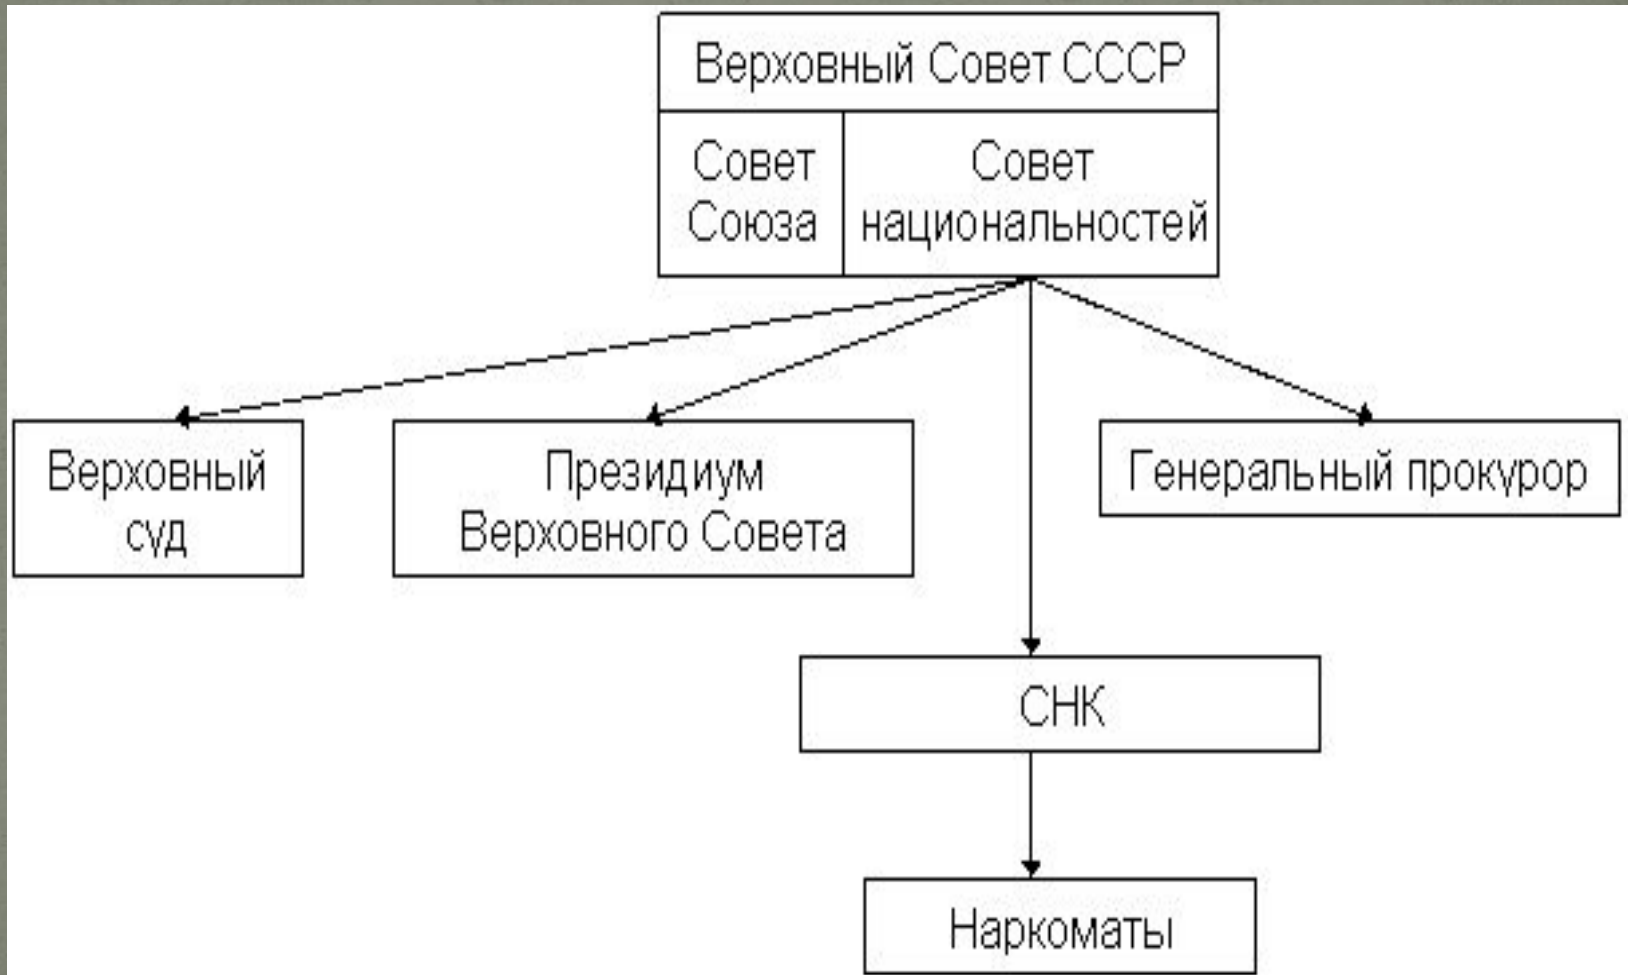 Верховный Совет СССР
Совет
Союза
Совет
национальностей
Верховный
суд
Президиум
Верховного Совета
Генеральный прокурор
СНК
Наркоматы